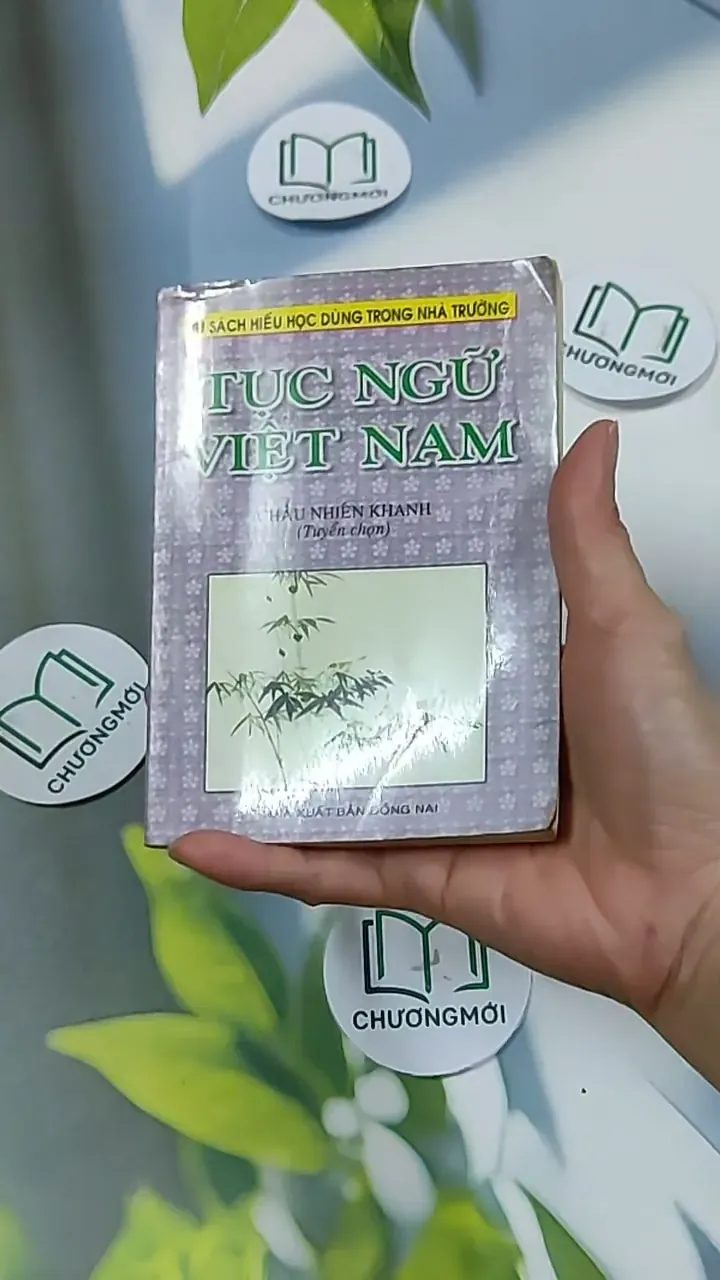 CHƯƠNGMỚI
CHƯƠNGMỚI
SÁCH HIẾU HỌC DÙNG TRONG NHÀ TRƯỜNG
TỤC NGỮ
VIỆT NAM
CHÂU NHIÊN KHANH
(Tuyển chọn)
CHƯƠNGMỚI
XUẤT BẢN ĐỒNG NAI
CHƯƠNGMỚI